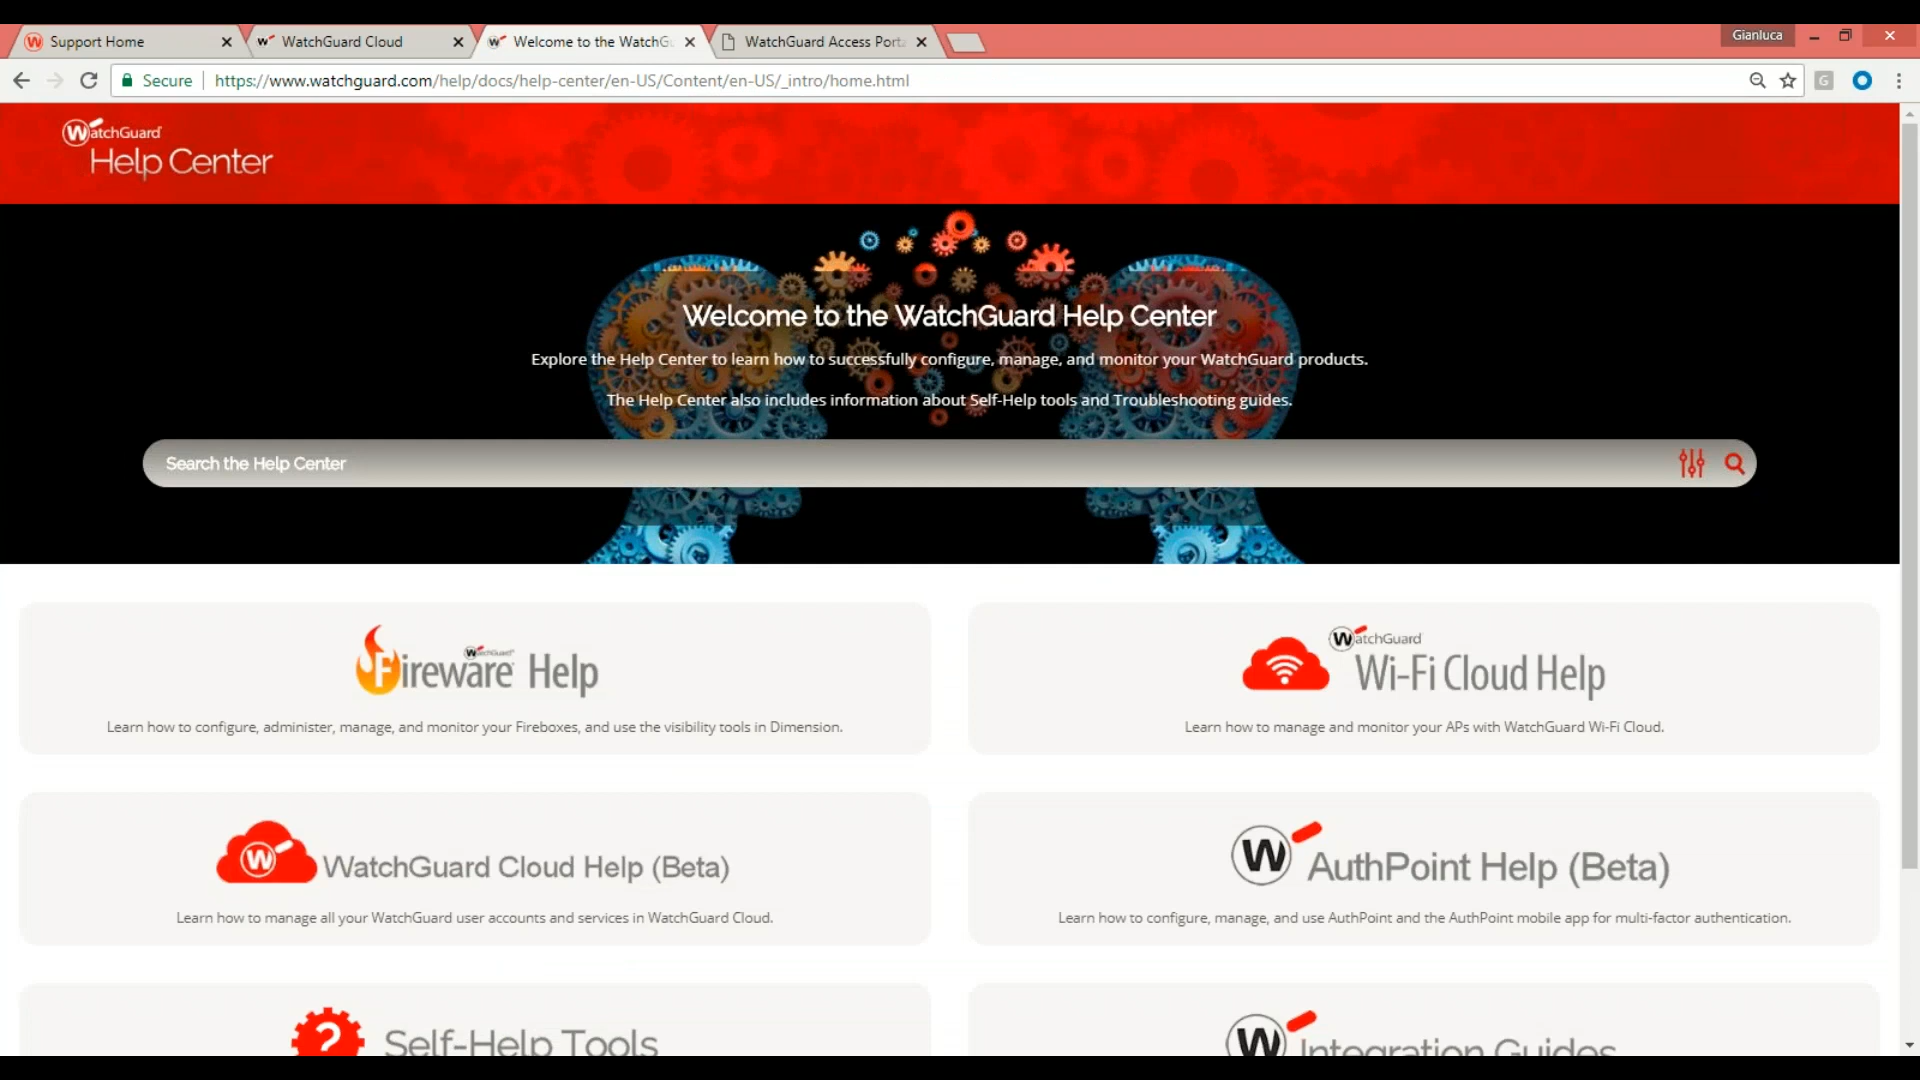 Support Home
WatchGuard Cloud
Welcome to the WatchG
WatchGuard Access Port
Gianluca
Secure
https://www.watchguard.com/help/docs/help-center/en-US/Content/en-US/_intro/home.html
WatchGuard
Help Center
Welcome to the WatchGuard Help Center
Explore the Help Center to learn how to successfully configure, manage, and monitor your WatchGuard products.
The Help Center also includes information about Self-Help tools and Troubleshooting guides.
Search the Help Center
WatchGuard
Fireware Help
Learn how to configure, administer, manage, and monitor your Fireboxes, and use the visibility tools in Dimension.
WatchGuard
Wi-Fi Cloud Help
Learn how to manage and monitor your APs with WatchGuard Wi-Fi Cloud.
W
WatchGuard Cloud Help (Beta)
Learn how to manage all your WatchGuard user accounts and services in WatchGuard Cloud.
W
AuthPoint Help (Beta)
Learn how to configure, manage, and use AuthPoint and the AuthPoint mobile app for multi-factor authentication.
?
Self-Help Tools
W
Integration Guides